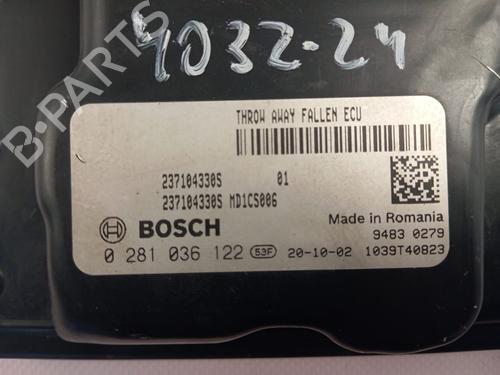 4032-24
THROW AWAY FALLEN ECU
237104330S 01
237104330S MD1CS006
BOSCH
Made in Romania
9483 0279
0 281 036 122 53F 20-10-02 1039T40823
B-PARTS